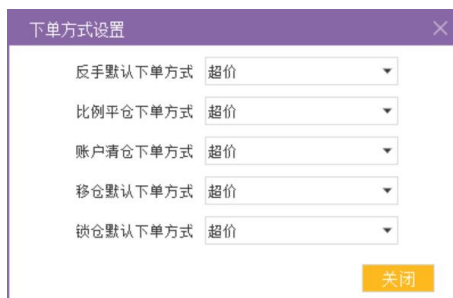 下单方式设置
反手默认下单方式 超价
比例平仓下单方式 超价
账户清仓下单方式 超价
移仓默认下单方式 超价
锁仓默认下单方式 超价
关闭